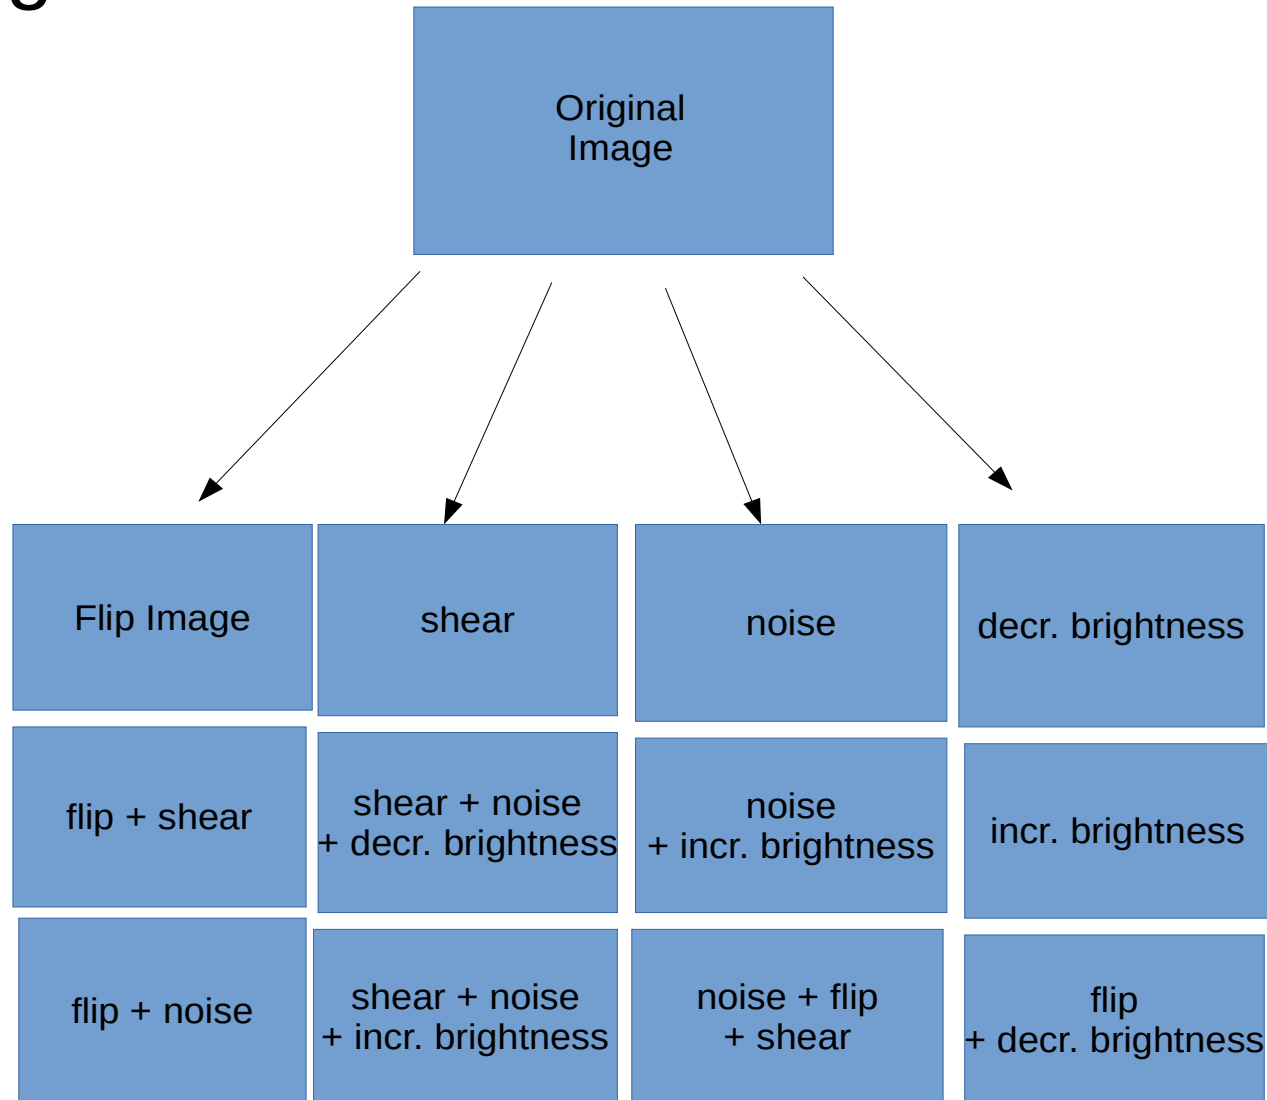 Original
Image
Flip Image
shear
noise
decr. brightness
flip + shear
shear + noise
+ decr. brightness
noise
+ incr. brightness
incr. brightness
flip + noise
shear + noise
+ incr. brightness
noise + flip
+ shear
flip
+ decr. brightness